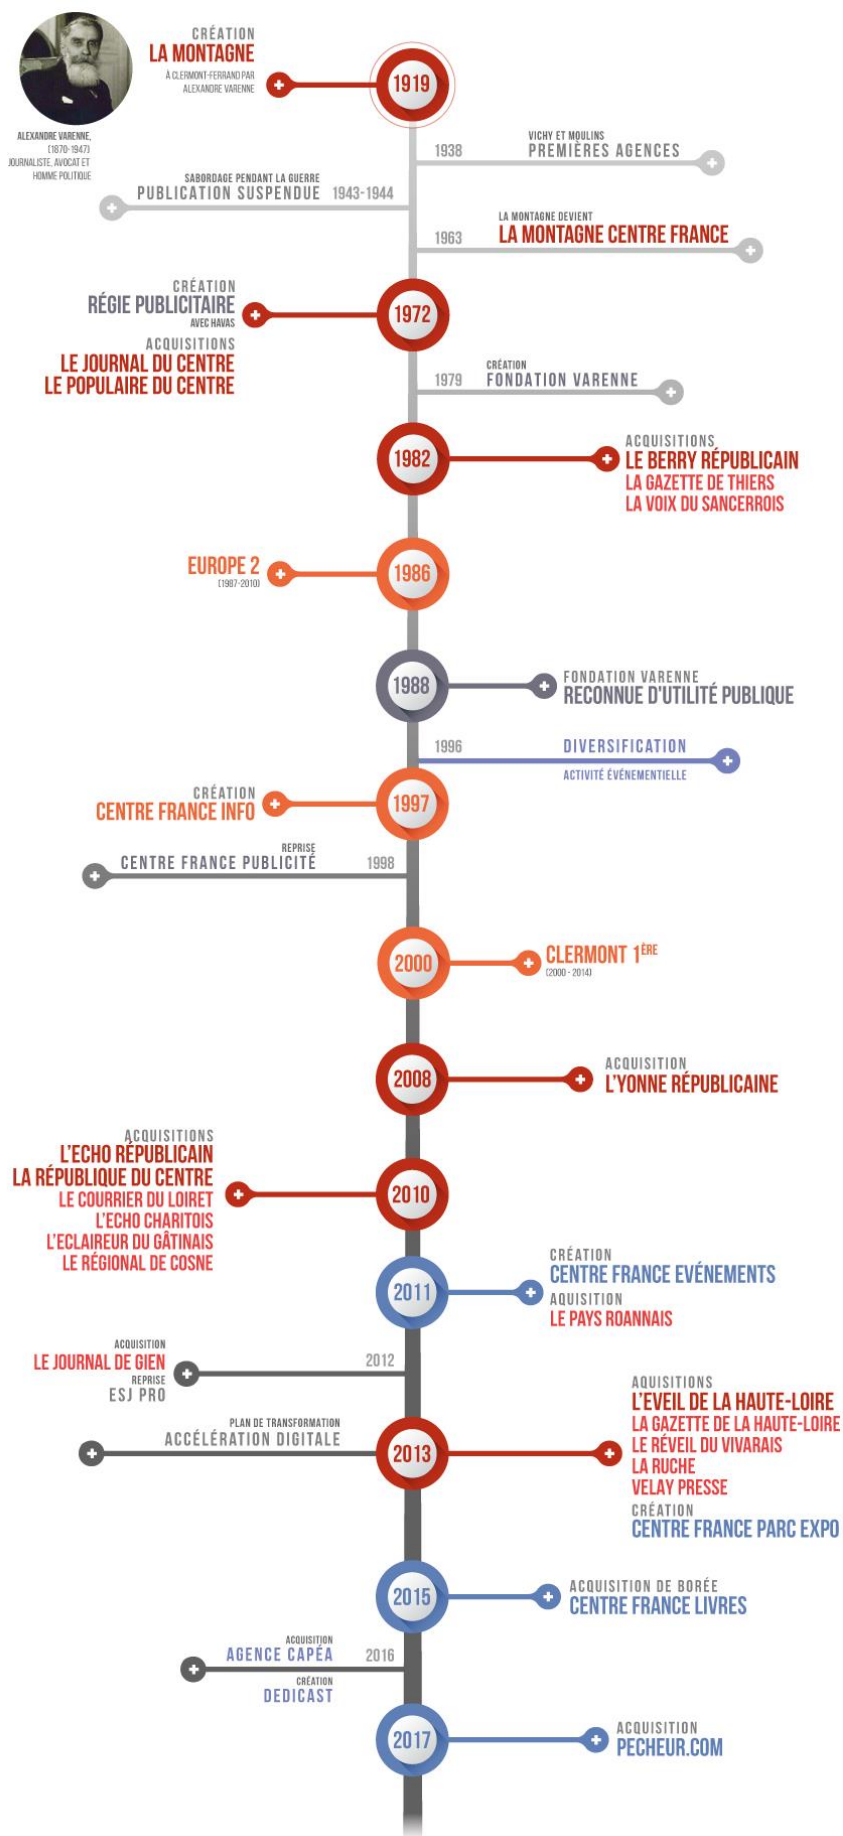 CRÉATION
LA MONTAGNE
À CLERMONT-FERRAND PAR
ALEXANDRE VARENNE
1919
ALEXANDRE VARENNE,
(1870-1947)
JOURNALISTE, AVOCAT ET
HOMME POLITIQUE
1938
VICHY ET MOULINS
PREMIÈRES AGENCES
SABORDAGE PENDANT LA GUERRE
PUBLICATION SUSPENDUE 1943-1944
1963
LA MONTAGNE DEVIENT
LA MONTAGNE CENTRE FRANCE
CRÉATION
RÉGIE PUBLICITAIRE
AVEC HAVAS
ACQUISITIONS
LE JOURNAL DU CENTRE
LE POPULAIRE DU CENTRE
1972
1979
CRÉATION
FONDATION VARENNE
1982
ACQUISITIONS
LE BERRY RÉPUBLICAIN
LA GAZETTE DE THIERS
LA VOIX DU SANCERROIS
EUROPE 2
(1987-2010)
1986
1988
FONDATION VARENNE
RECONNUE D'UTILITÉ PUBLIQUE
1996
DIVERSIFICATION
ACTIVITÉ ÉVÉNEMENTIELLE
CRÉATION
CENTRE FRANCE INFO
1997
REPRISE
CENTRE FRANCE PUBLICITÉ 1998
2000
CLERMONT 1ÈRE
(2000 - 2014)
2008
ACQUISITION
L'YONNE RÉPUBLICAINE
ACQUISITIONS
L'ECHO RÉPUBLICAIN
LA RÉPUBLIQUE DU CENTRE
LE COURRIER DU LOIRET
L'ECHO CHARITOIS
L'ECLAIREUR DU GÂTINAIS
LE RÉGIONAL DE COSNE
2010
2011
CRÉATION
CENTRE FRANCE EVÉNEMENTS
AQUISITION
LE PAYS ROANNAIS
ACQUISITION
LE JOURNAL DE GIEN
REPRISE
ESJ PRO
2012
PLAN DE TRANSFORMATION
ACCÉLÉRATION DIGITALE
2013
AQUISITIONS
L'EVEIL DE LA HAUTE-LOIRE
LA GAZETTE DE LA HAUTE-LOIRE
LE RÉVEIL DU VIVARAIS
LA RUCHE
VELAY PRESSE
CRÉATION
CENTRE FRANCE PARC EXPO
2015
ACQUISITION DE BORÉE
CENTRE FRANCE LIVRES
ACQUISITION
AGENCE CAPÉA 2016
CRÉATION
DEDICAST
2017
ACQUISITION
PECHEUR.COM